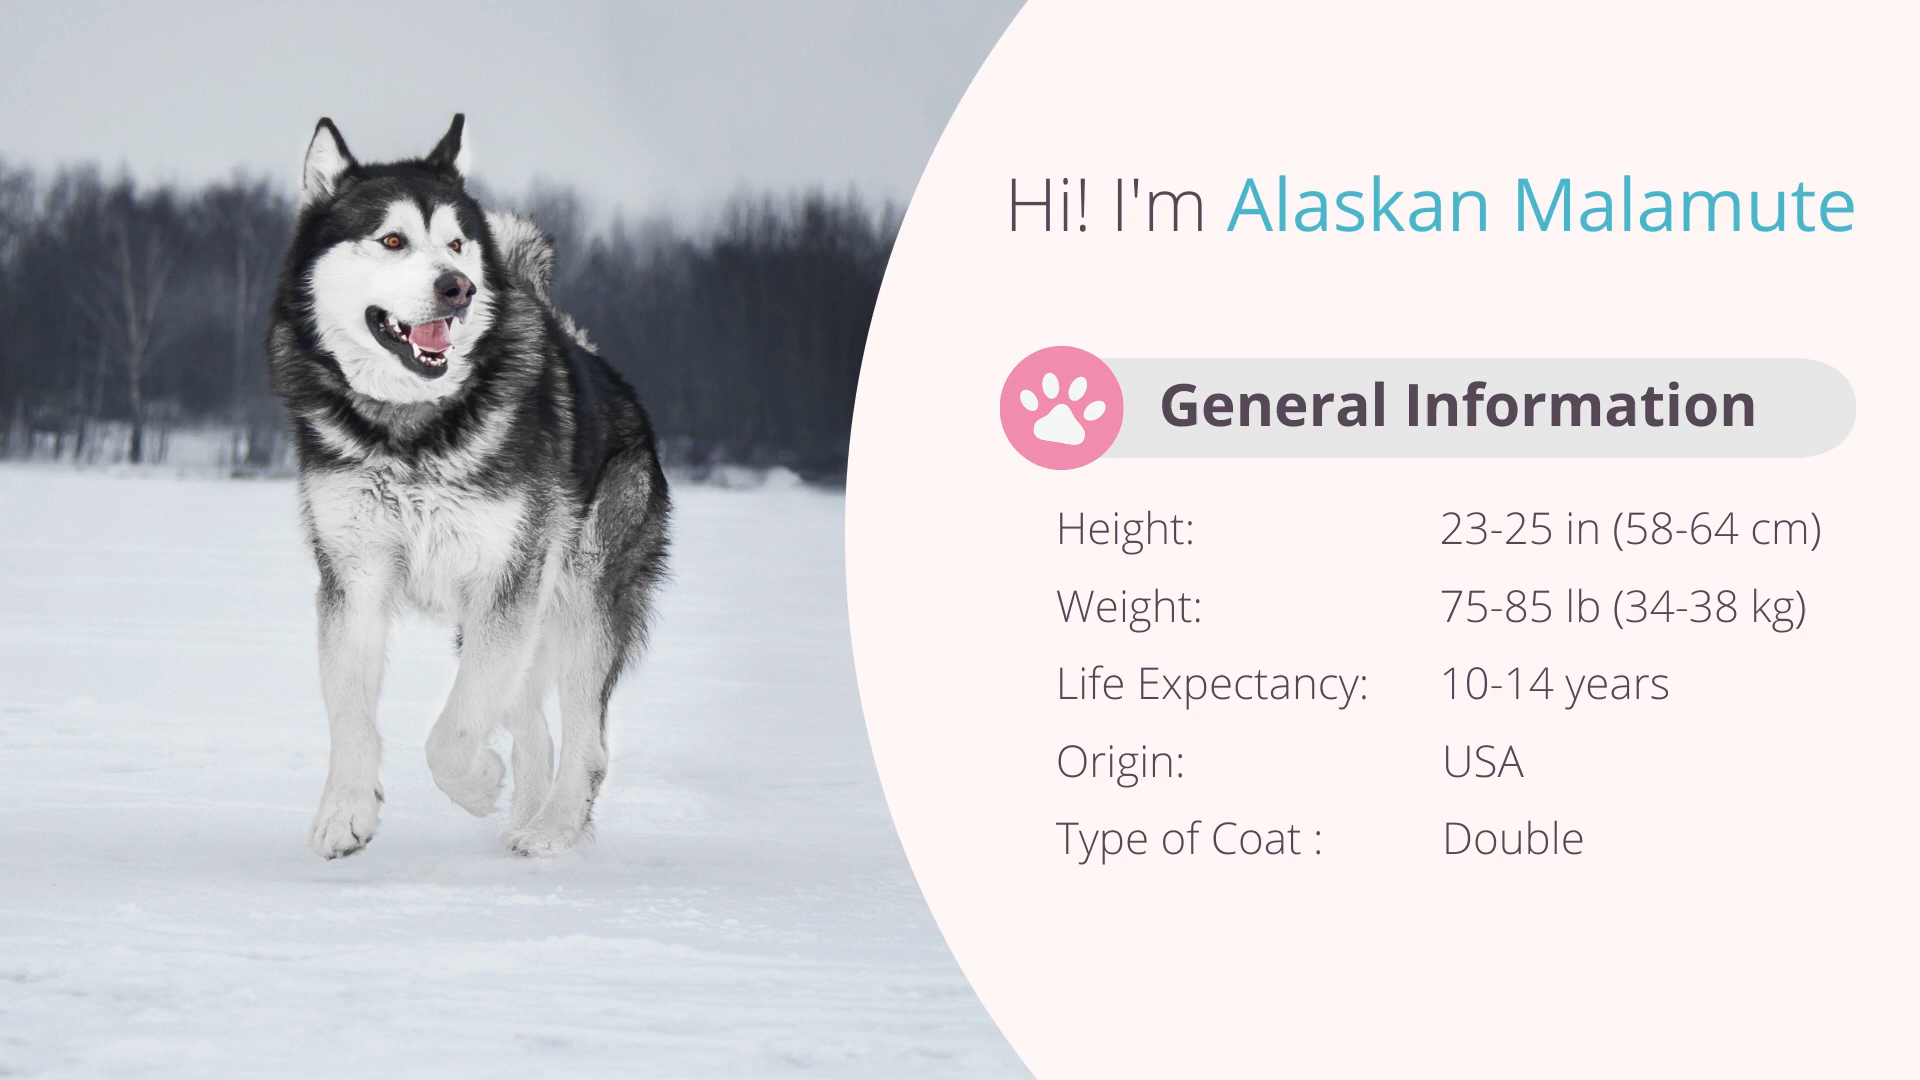 Hi! I'm Alaskan Malamute
General Information
Height: 23-25 in (58-64 cm)
Weight: 75-85 lb (34-38 kg)
Life Expectancy: 10-14 years
Origin: USA
Type of Coat : Double